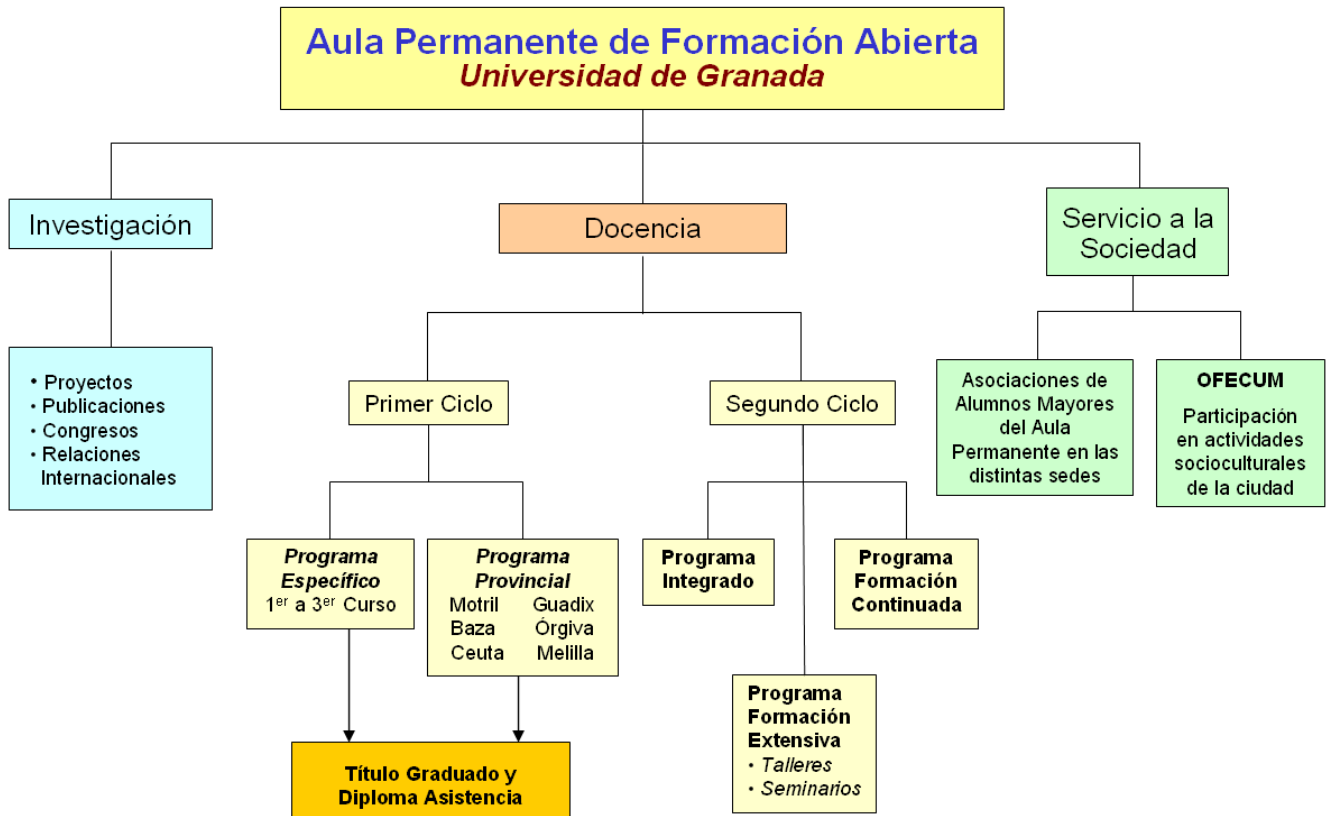 Aula Permanente de Formación Abierta
Universidad de Granada
Investigación
Docencia
Servicio a la
Sociedad
• Proyectos
• Publicaciones
• Congresos
• Relaciones
Internacionales
Primer Ciclo
Segundo Ciclo
Asociaciones de
Alumnos Mayores
del Aula
Permanente en las
distintas sedes
OFECUM
Participación
en actividades
socioculturales
de la ciudad
Programa
Específico
1er a 3er Curso
Programa
Provincial
Motril Guadix
Baza Órgiva
Ceuta Melilla
Programa
Integrado
Programa
Formación
Continuada
Programa
Formación
Extensiva
• Talleres
• Seminarios
Título Graduado y
Diploma Asistencia